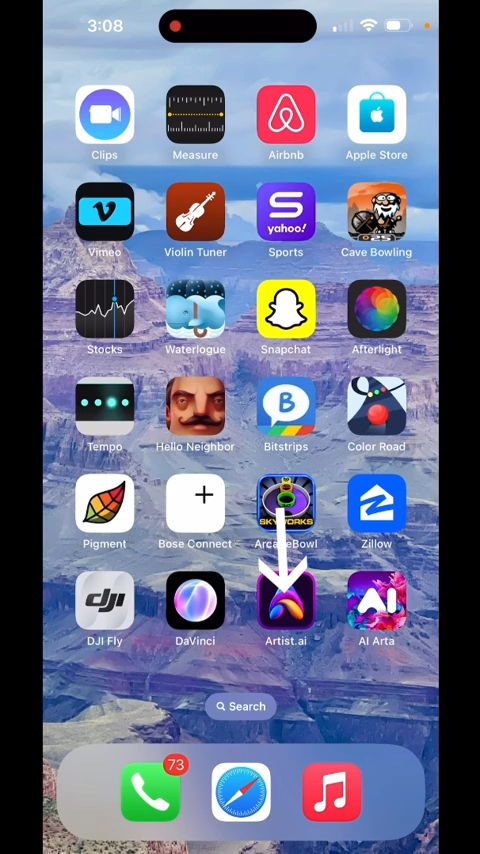 3:08
Clips Measure Airbnb Apple Store
yahoo!
Vimeo Violin Tuner Sports Cave Bowling
Stocks Waterlogue Snapchat Afterlight
B
Tempo Hello Neighbor Bitstrips Color Road
SKYWORKS
Pigment Bose Connect ArcadeBowl Zillow
dji
AI
DJI Fly DaVinci Artist.ai AI Arta
Search
73